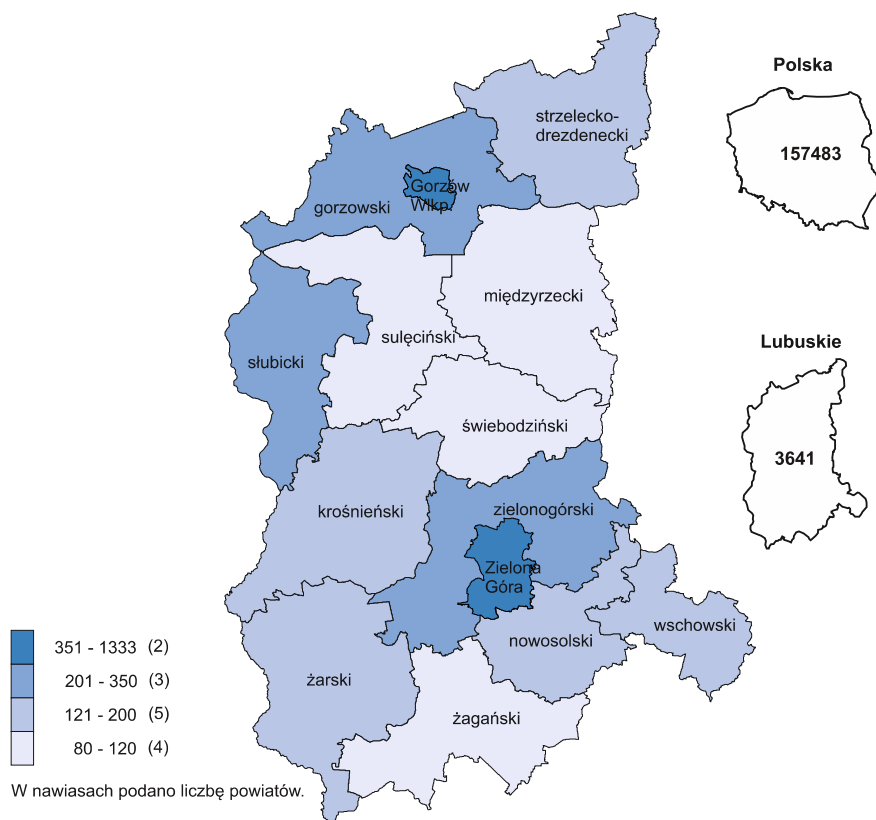 Polska
157483
strzelecko-
drezdenecki
Gorzów
Wlkp.
gorzowski
międzyrzecki
sulęciński
słubicki
Lubuskie
3641
świebodziński
krośnieński
zielonogórski
Zielona
Góra
nowosolski
wschowski
żarski
żagański
351 - 1333 (2)
201 - 350 (3)
121 - 200 (5)
80 - 120 (4)
W nawiasach podano liczbę powiatów.